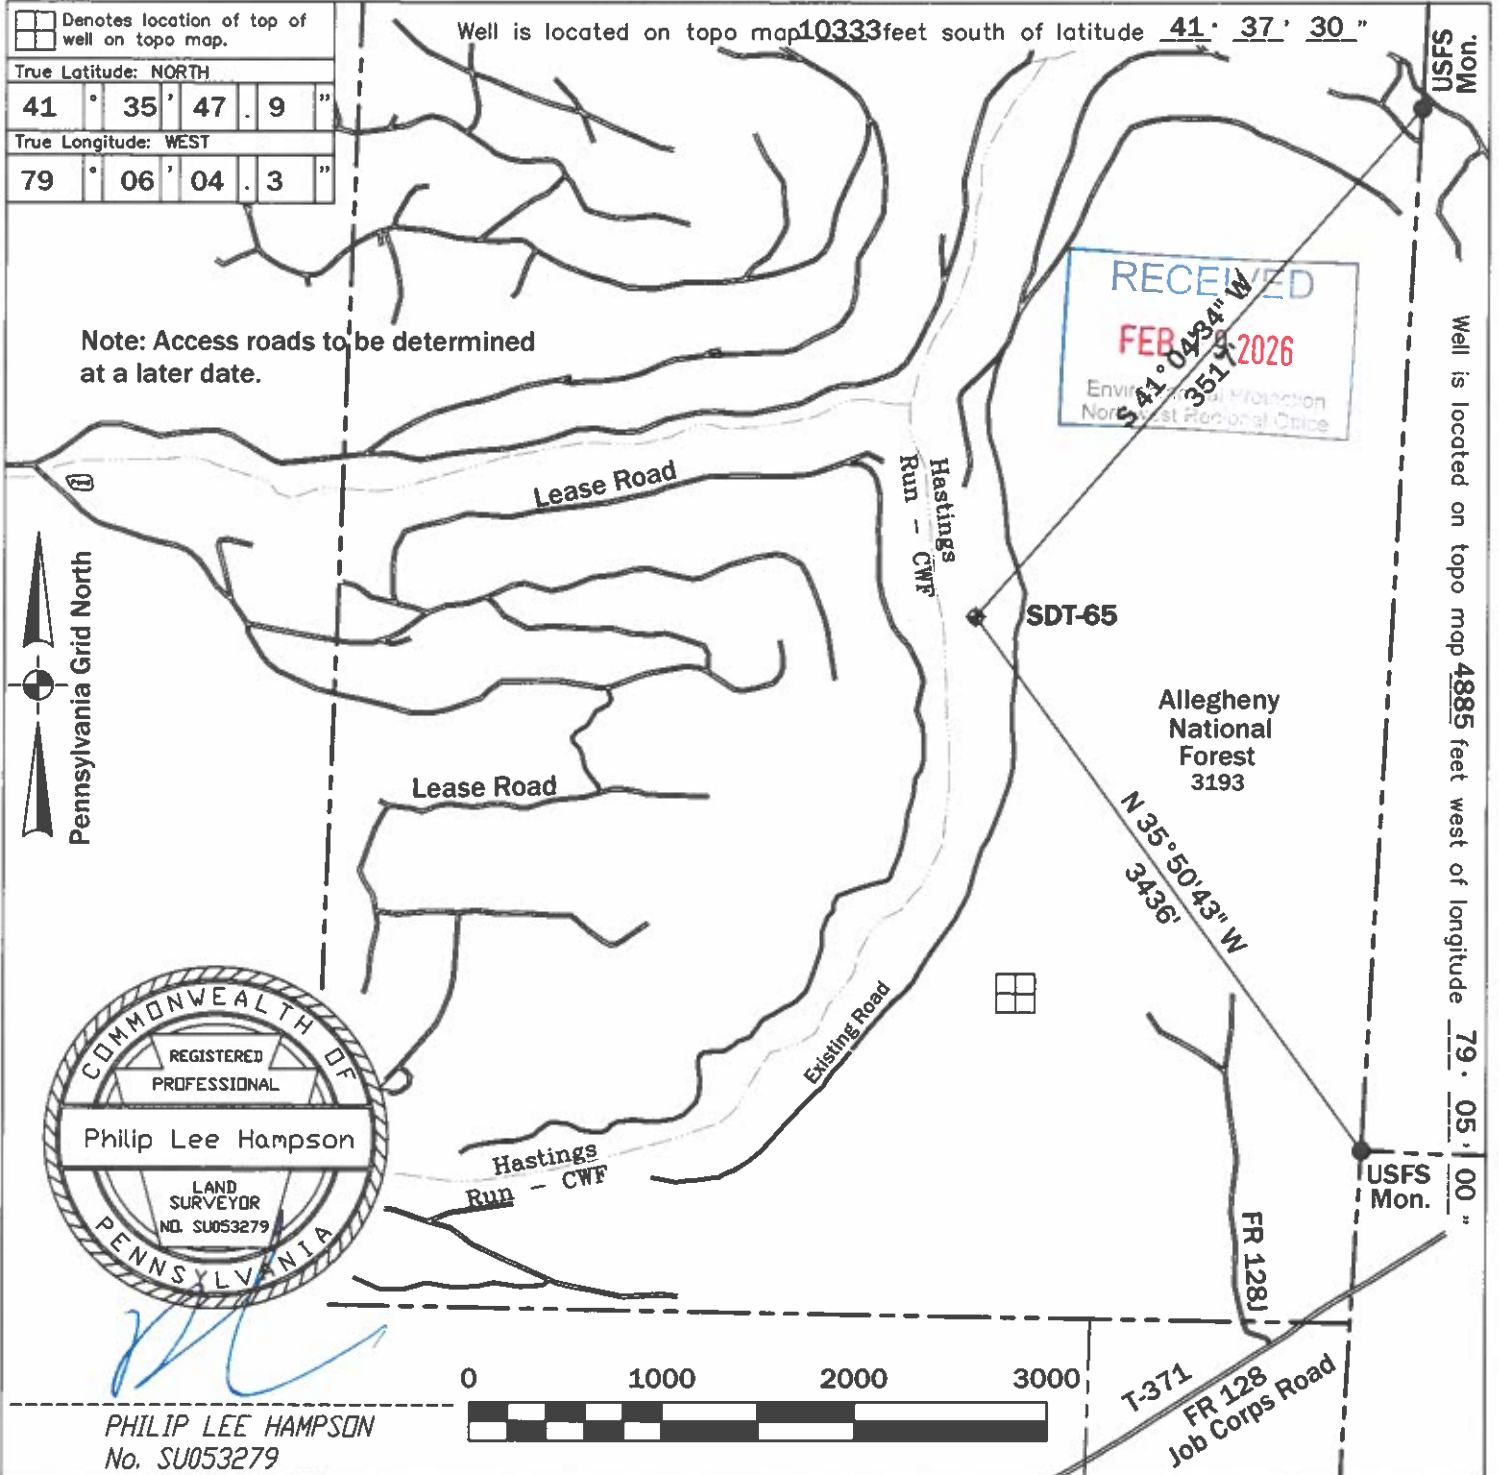 Denotes location of top of
well on topo map.
Well is located on topo map 10333 feet south of latitude 41° 37' 30"
True Latitude: NORTH
41 ° 35 ' 47 . 9 "
True Longitude: WEST
79 ° 06 ' 04 . 3 "
USFS
Mon.
Note: Access roads to be determined
at a later date.
RECEIVED
FEB 2026
Northwest Regional Office
S 41°04'34" W
3517'
Well is located on topo map 4885 feet west of longitude 79° 05' 00"
1
Lease Road
Hastings
Run - CWF
Pennsylvania Grid North
SDT-65
Allegheny
National
Forest
3193
Lease Road
N 35°50'43" W
3436'
Existing Road
COMMONWEALTH OF
REGISTERED
PROFESSIONAL
Philip Lee Hampson
LAND
SURVEYOR
NO. SU053279
PENNSYLVANIA
Hastings
Run - CWF
USFS
Mon.
FR 128J
0 1000 2000 3000
T-371
FR 128
Job Corps Road
PHILIP LEE HAMPSON
No. SU053279